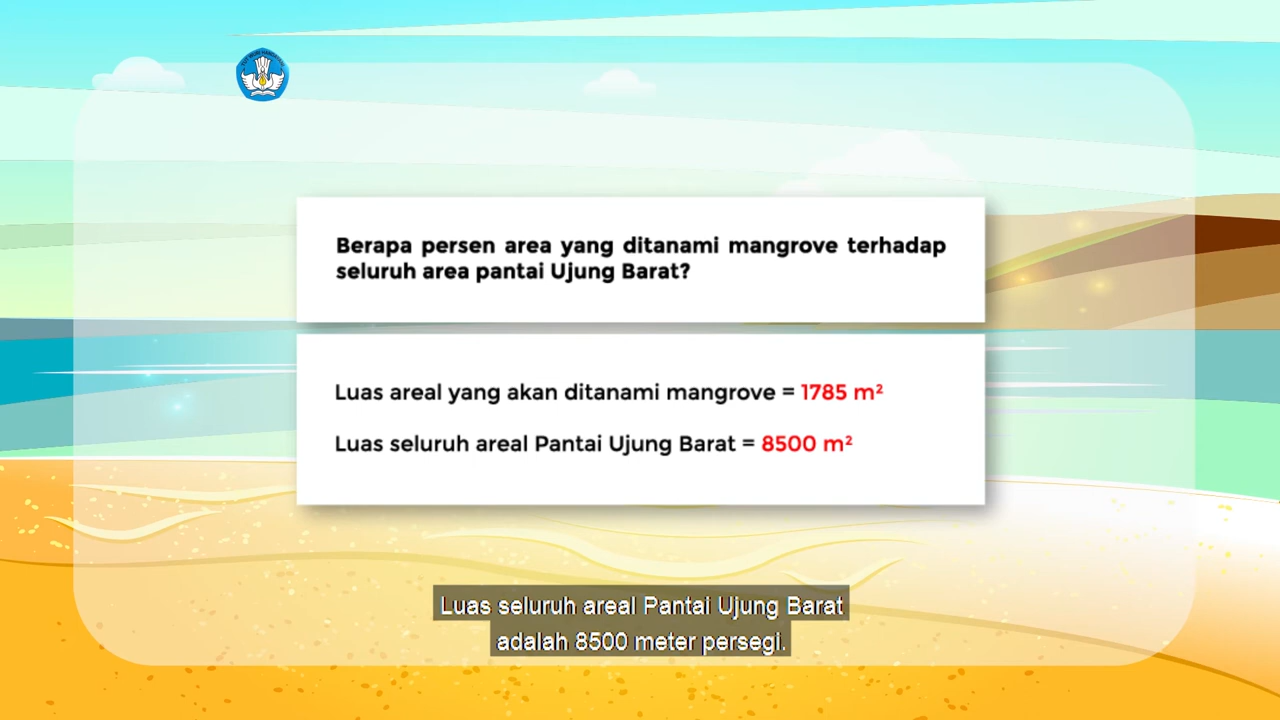 Berapa persen area yang ditanami mangrove terhadap
seluruh area pantai Ujung Barat?
Luas areal yang akan ditanami mangrove = 1785 m²
Luas seluruh areal Pantai Ujung Barat = 8500 m²
Luas seluruh areal Pantai Ujung Barat
adalah 8500 meter persegi.